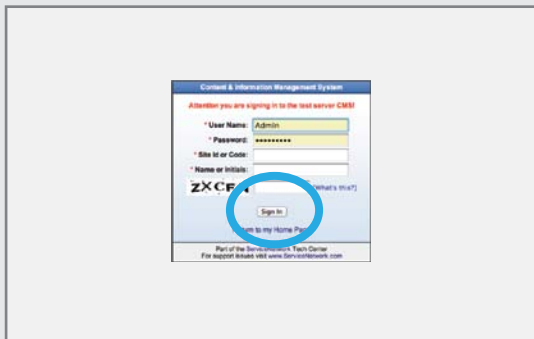 Content & Information Management System
Attention you are signing in to the test server CMS!
* User Name: Admin
* Password: •••••••••
* Site Id or Code:
* Name or Initials:
ZXCF [What's this?]
Sign In
to my Home
Part of the ServiceNetwork Tech Center
For support issues visit www.ServiceNetwork.com